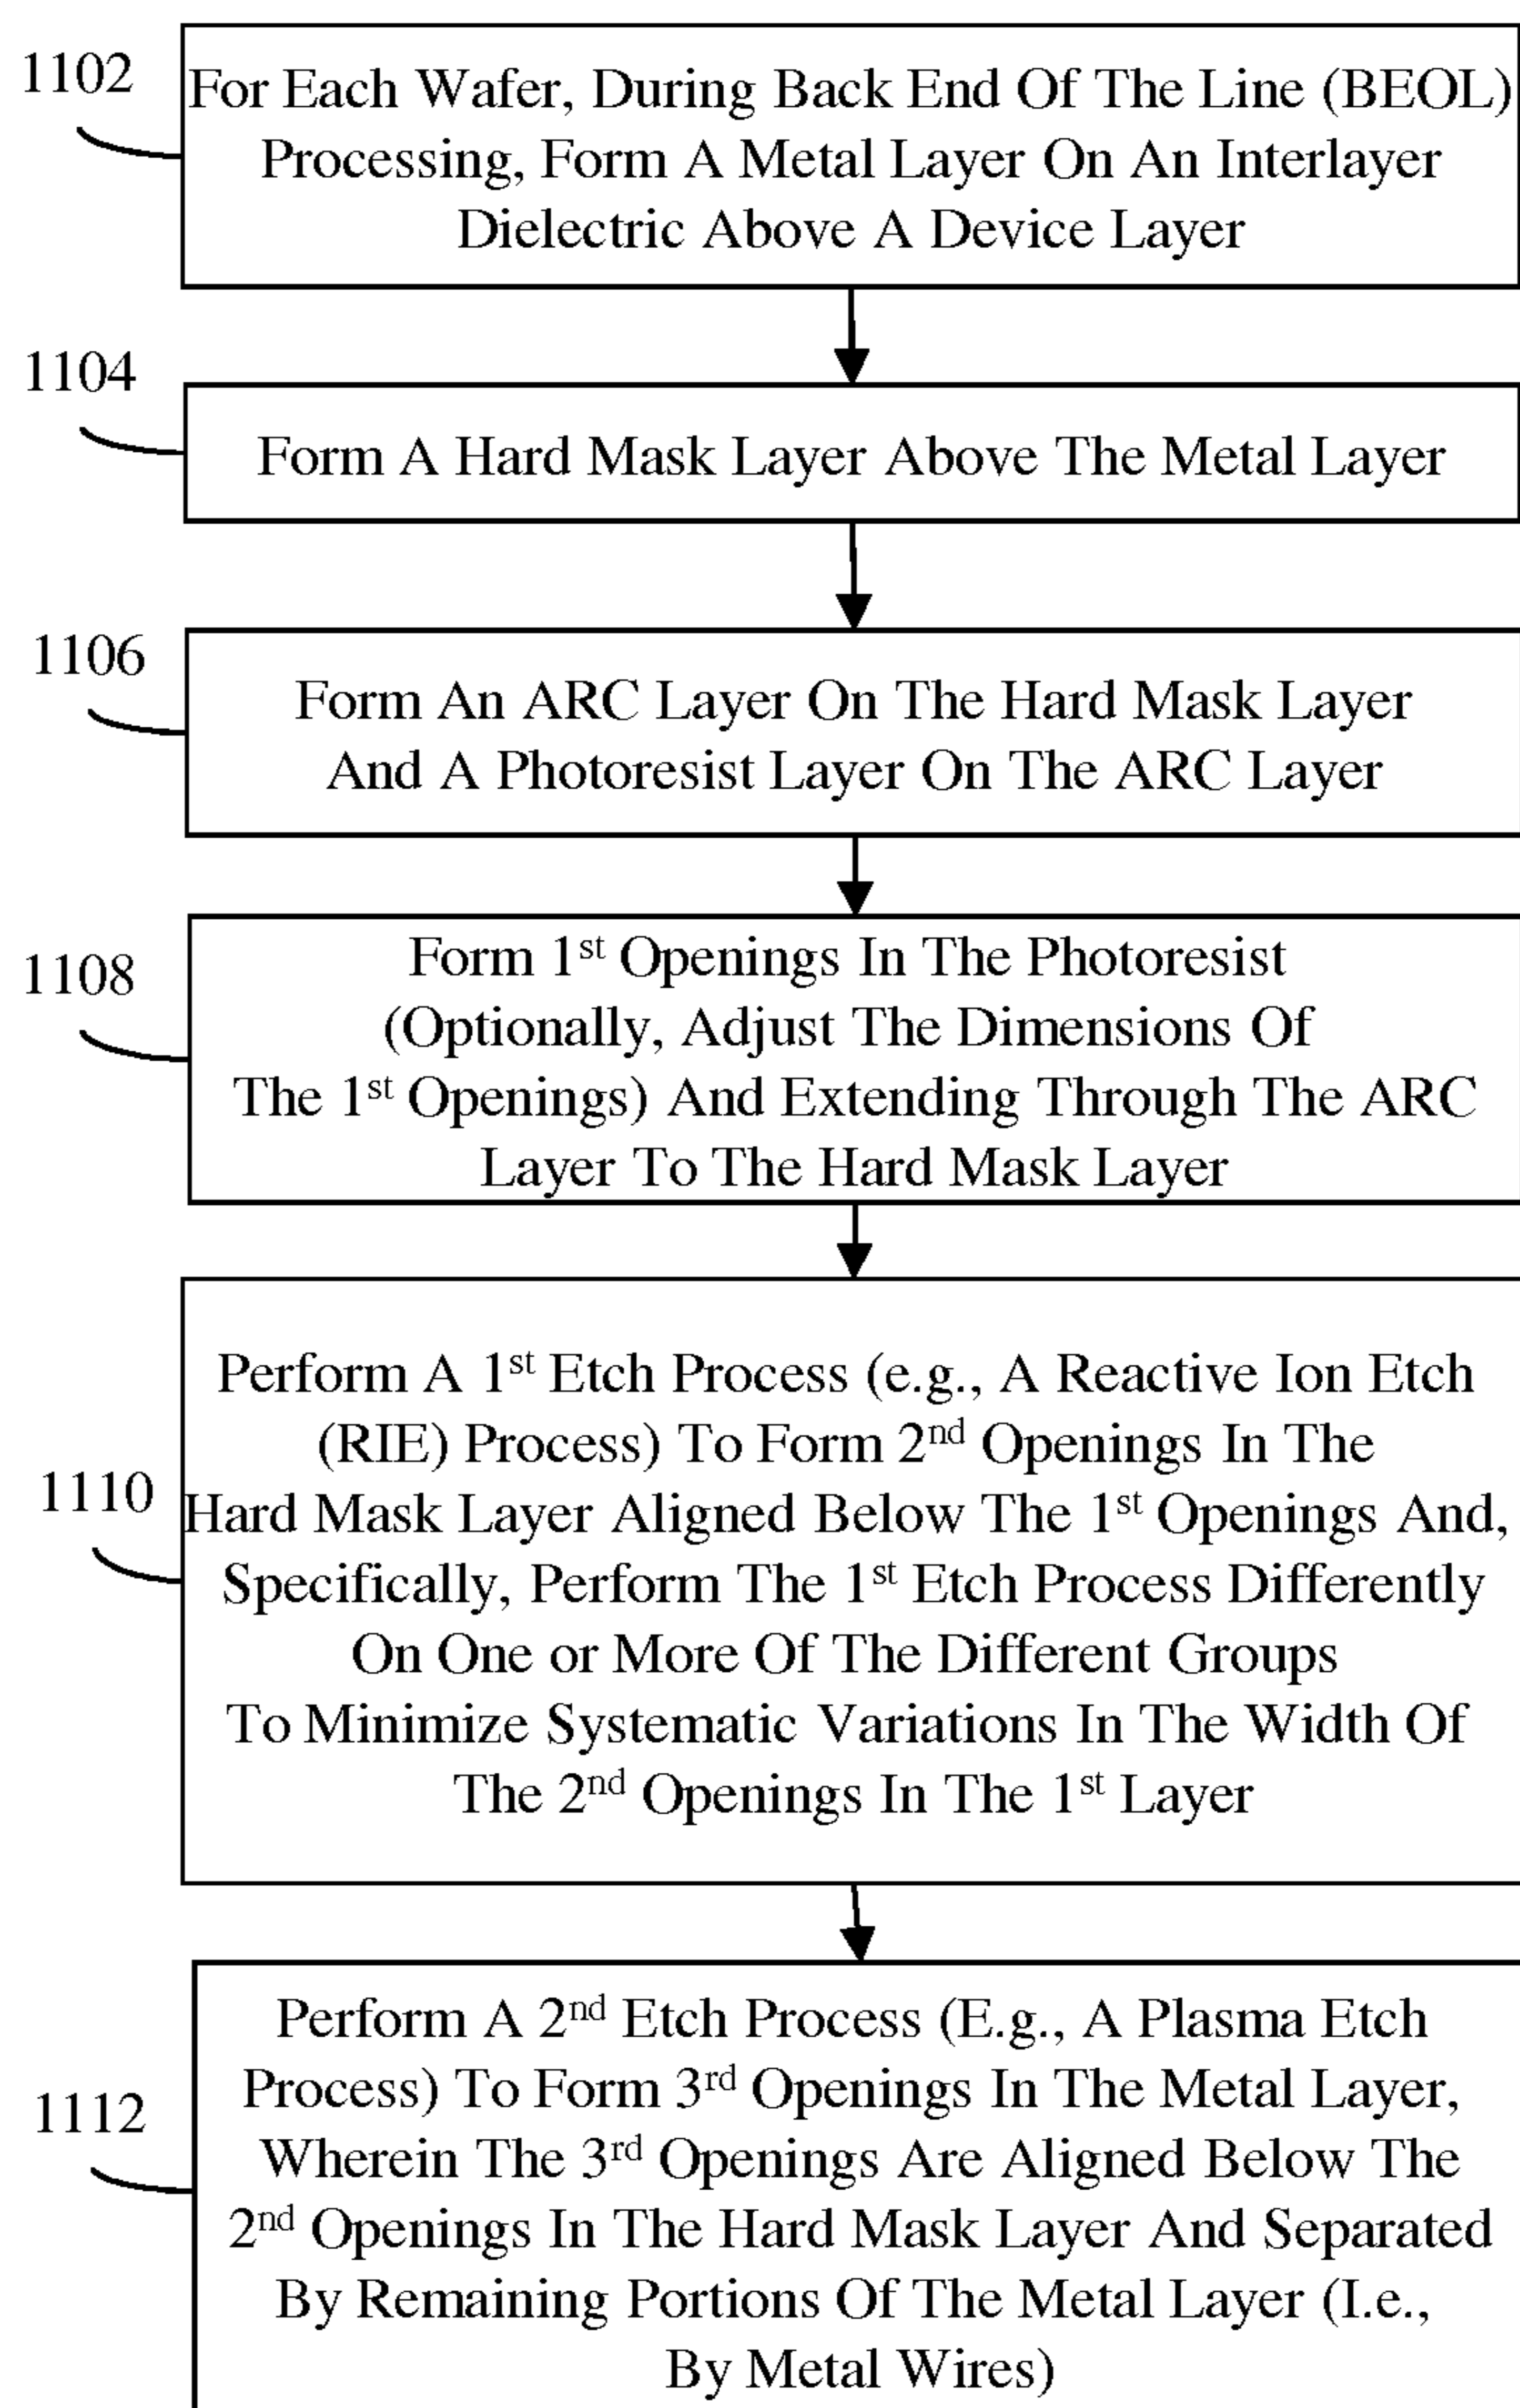 1102
For Each Wafer, During Back End Of The Line (BEOL)
Processing, Form A Metal Layer On An Interlayer
Dielectric Above A Device Layer
1104
Form A Hard Mask Layer Above The Metal Layer
1106
Form An ARC Layer On The Hard Mask Layer
And A Photoresist Layer On The ARC Layer
1108
Form 1st Openings In The Photoresist
(Optionally, Adjust The Dimensions Of
The 1st Openings) And Extending Through The ARC
Layer To The Hard Mask Layer
1110
Perform A 1st Etch Process (e.g., A Reactive Ion Etch
(RIE) Process) To Form 2nd Openings In The
Hard Mask Layer Aligned Below The 1st Openings And,
Specifically, Perform The 1st Etch Process Differently
On One or More Of The Different Groups
To Minimize Systematic Variations In The Width Of
The 2nd Openings In The 1st Layer
1112
Perform A 2nd Etch Process (E.g., A Plasma Etch
Process) To Form 3rd Openings In The Metal Layer,
Wherein The 3rd Openings Are Aligned Below The
2nd Openings In The Hard Mask Layer And Separated
By Remaining Portions Of The Metal Layer (I.e.,
By Metal Wires)